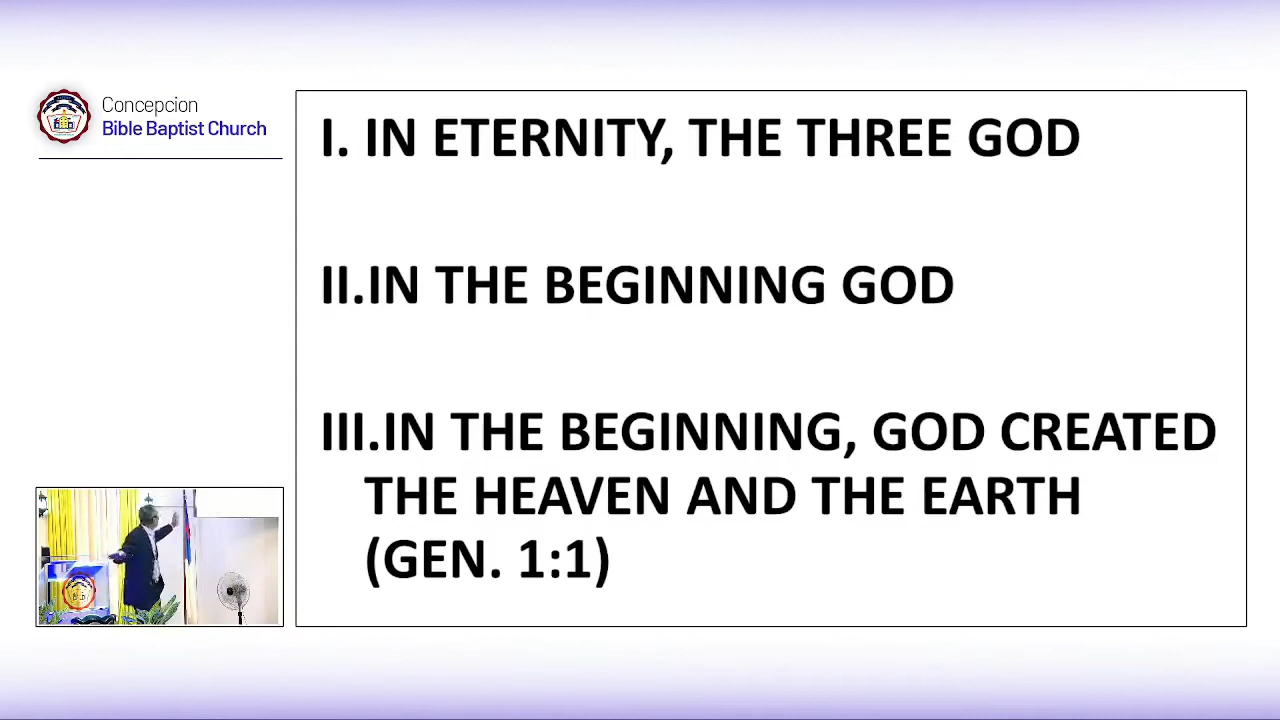 Concepcion
Bible Baptist Church
I. IN ETERNITY, THE THREE GOD
II.IN THE BEGINNING GOD
III.IN THE BEGINNING, GOD CREATED
THE HEAVEN AND THE EARTH
(GEN. 1:1)